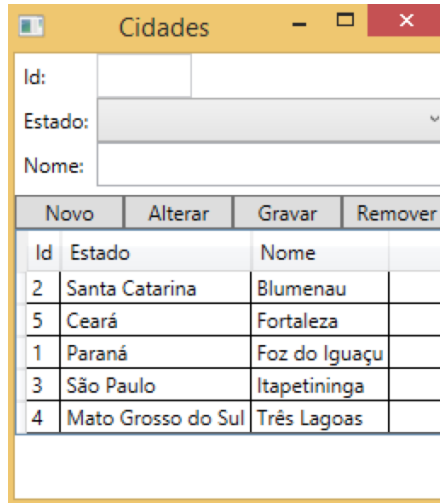 Cidades
Id:
Estado:
Nome:
Novo Alterar Gravar Remover
Id Estado Nome
2 Santa Catarina Blumenau
5 Ceará Fortaleza
1 Paraná Foz do Iguaçu
3 São Paulo Itapetininga
4 Mato Grosso do Sul Três Lagoas